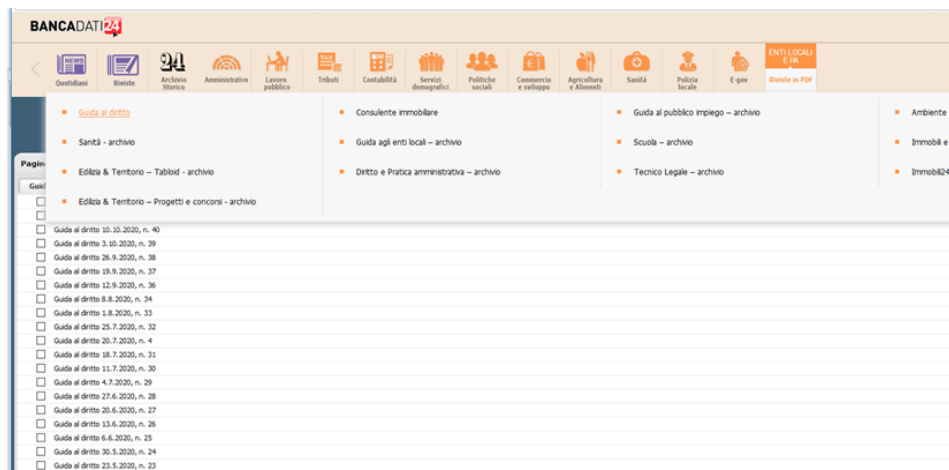 BANCADATI24
NEWS
Quotidiani
Riviste
24
Archivio
Storico
Amministrativo
Lavoro
pubblico
TAX
Tributi
Contabilità
Servizi
demografici
Politiche
sociali
Commercio
e sviluppo
Agricoltura
e Alimenti
Sanità
Polizia
locale
E-gov
ENTI LOCALI
E PA
Riviste in PDF
Guida al diritto
Consulente immobiliare
Guida al pubblico impiego – archivio
Ambiente
Sanità - archivio
Guida agli enti locali – archivio
Scuola – archivio
Immobili e
Edilizia & Territorio – Tabloid - archivio
Diritto e Pratica amministrativa – archivio
Tecnico Legale – archivio
Immobili24
Edilizia & Territorio – Progetti e concorsi - archivio
Pagin
Guid
Guida al diritto 10.10.2020, n. 40
Guida al diritto 3.10.2020, n. 39
Guida al diritto 26.9.2020, n. 38
Guida al diritto 19.9.2020, n. 37
Guida al diritto 12.9.2020, n. 36
Guida al diritto 8.8.2020, n. 34
Guida al diritto 1.8.2020, n. 33
Guida al diritto 25.7.2020, n. 32
Guida al diritto 20.7.2020, n. 4
Guida al diritto 18.7.2020, n. 31
Guida al diritto 11.7.2020, n. 30
Guida al diritto 4.7.2020, n. 29
Guida al diritto 27.6.2020, n. 28
Guida al diritto 20.6.2020, n. 27
Guida al diritto 13.6.2020, n. 26
Guida al diritto 6.6.2020, n. 25
Guida al diritto 30.5.2020, n. 24
Guida al diritto 23.5.2020, n. 23